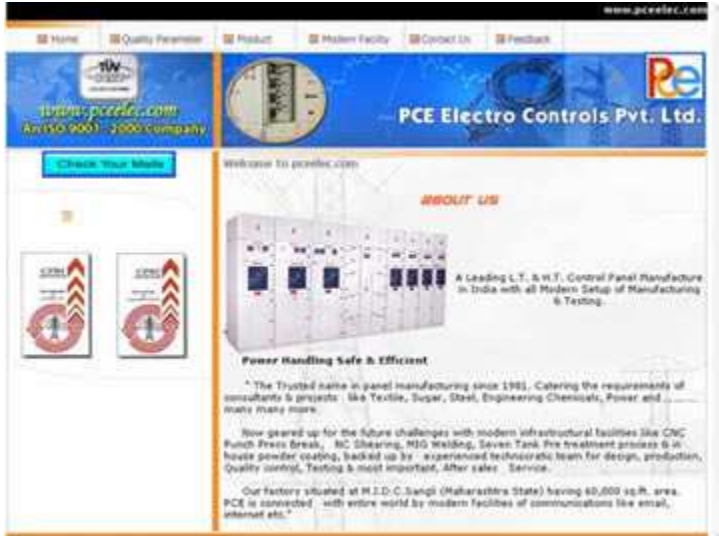 www.pceelec.com
Home Quality Parameter Product Modern Facility Contact Us Feedback
TÜV
www.pceelec.com
An ISO 9001 : 2000 Company
Pce
PCE Electro Controls Pvt. Ltd.
Check Your Mails
Welcome to pceelec.com
ABOUT US
CPRI
CPRI
A Leading L.T. & H.T. Control Panel Manufacture
in India with all Modern Setup of Manufacturing
& Testing.
Power Handling Safe & Efficient
" The Trusted name in panel manufacturing since 1981. Catering the requirements of
consultants & projects like Textile, Sugar, Steel, Engineering Chemicals, Power and .......
many many more.
Now geared up for the future challenges with modern infrastructural facilities like CNC
Punch Press Break, NC Shearing, MIG Welding, Seven Tank Pre treatment process & in
house powder coating, backed up by experienced technocratic team for design, production,
Quality control, Testing & most important, After sales Service.
Our factory situated at M.I.D.C.Sangli (Maharashtra State) having 60,000 sq.ft. area.
PCE is connected with entire world by modern facilities of communications like email,
internet etc."